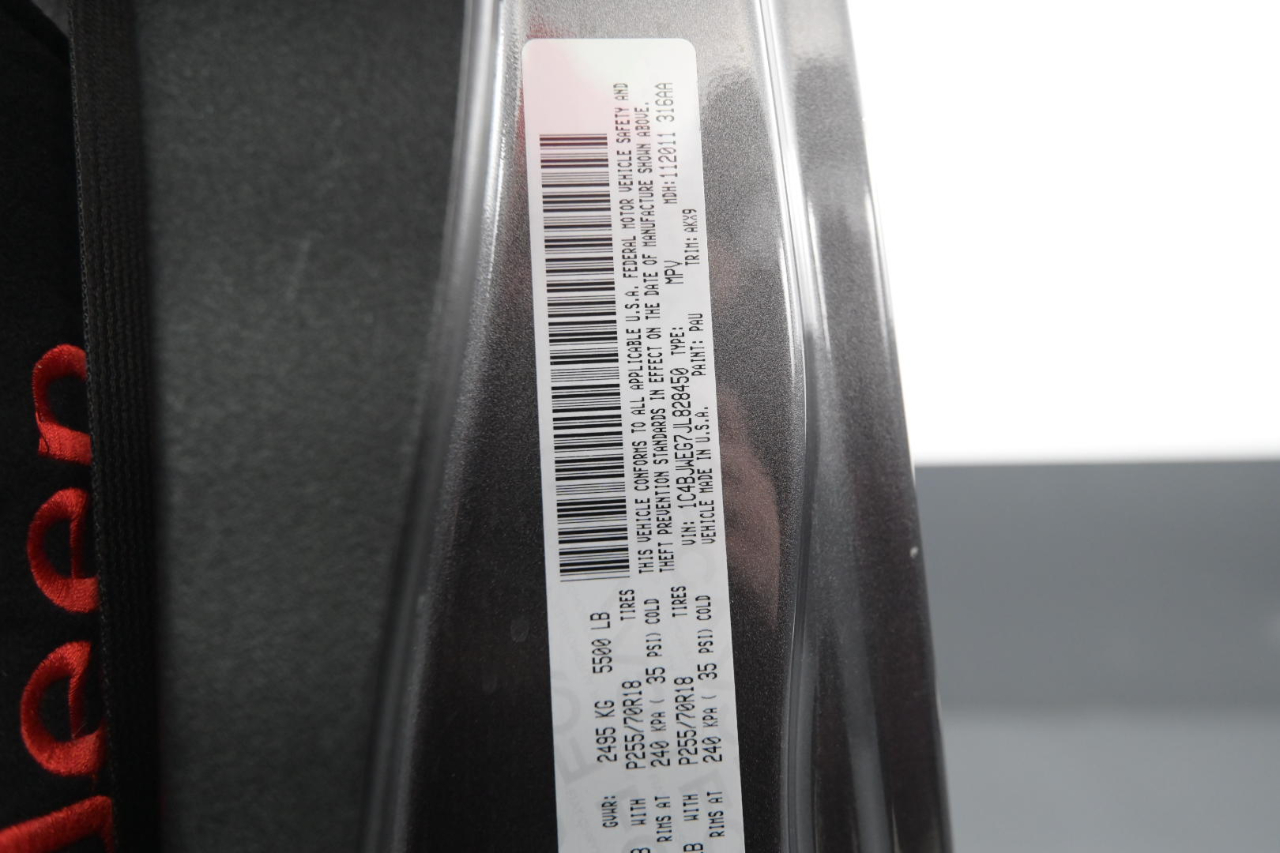 GVWR: 2495 KG 5500 LB
B WITH P255/70R18 TIRES
RIMS AT 240 KPA ( 35 PSI) COLD
B WITH P255/70R18 TIRES
RIMS AT 240 KPA ( 35 PSI) COLD
THIS VEHICLE CONFORMS TO ALL APPLICABLE U.S.A. FEDERAL MOTOR VEHICLE SAFETY AND
THEFT PREVENTION STANDARDS IN EFFECT ON THE DATE OF MANUFACTURE SHOWN ABOVE.
VIN: 1C4BJWEG7JL828450 TYPE: MPV MDH:112011 316AA
VEHICLE MADE IN U.S.A. PAINT: PAU TRIM:AKX9
Jeep